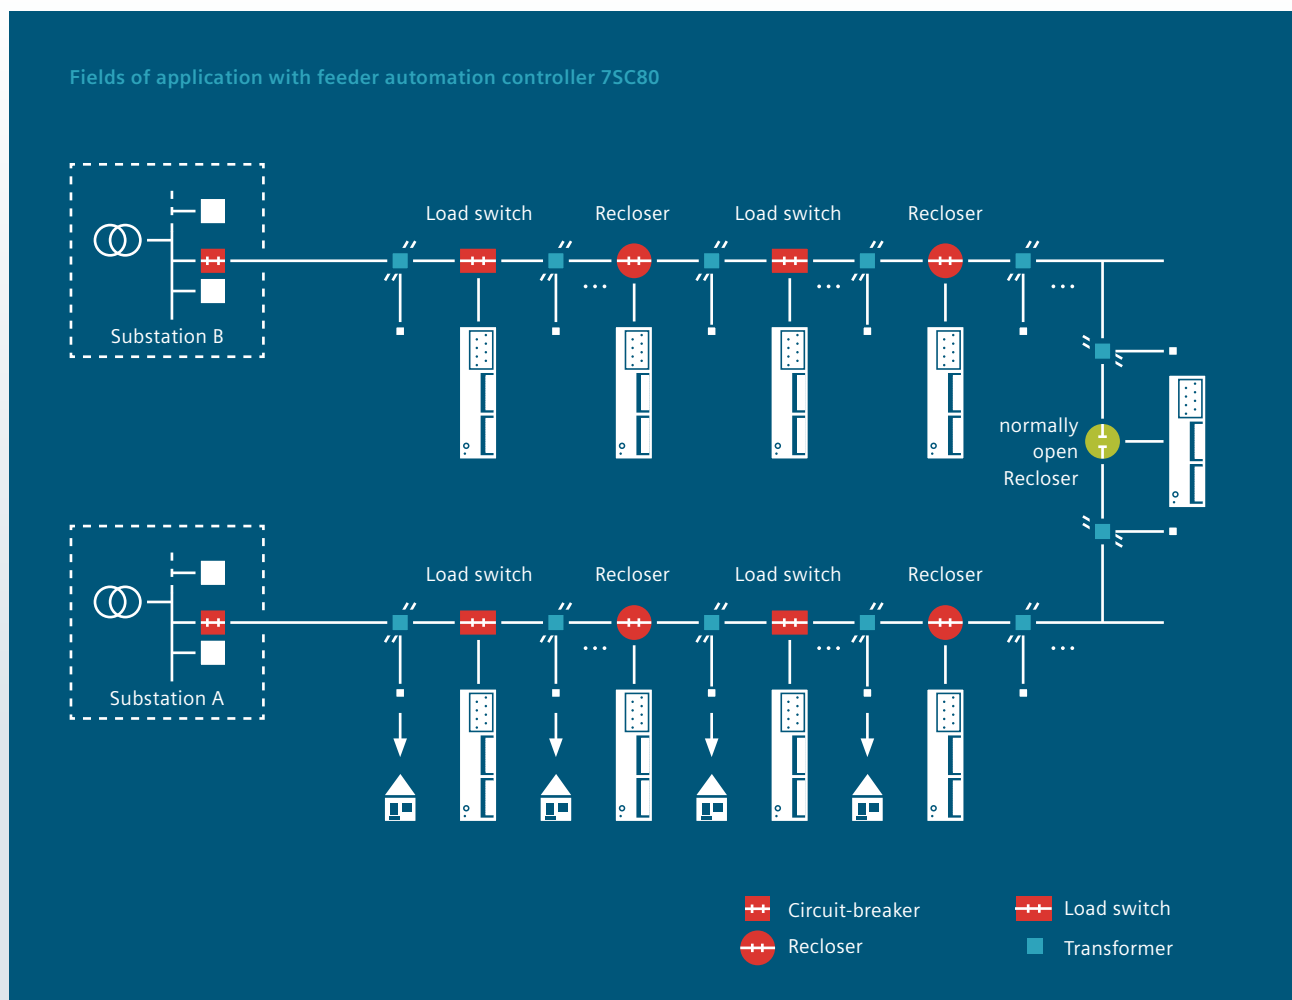 Fields of application with feeder automation controller 7SC80
Load switch
Recloser
Load switch
Recloser
Substation B
normally
open
Recloser
Load switch
Recloser
Load switch
Recloser
Substation A
Circuit-breaker
Load switch
Recloser
Transformer